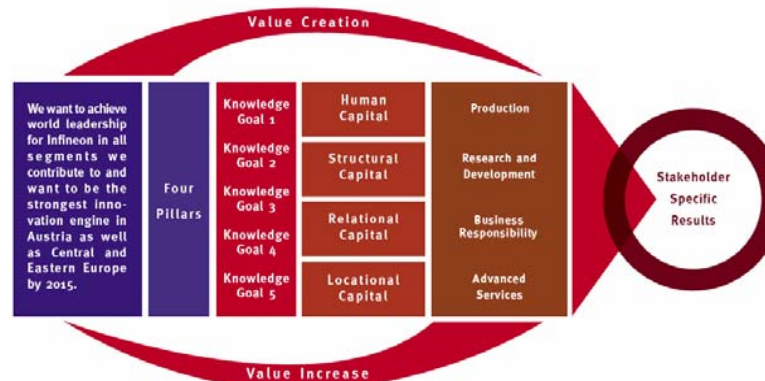 Value Creation
We want to achieve
world leadership
for Infineon in all
segments we
contribute to and
want to be the
strongest inno-
vation engine in
Austria as well
as Central and
Eastern Europe
by 2015.
Four
Pillars
Knowledge
Goal 1
Knowledge
Goal 2
Knowledge
Goal 3
Knowledge
Goal 4
Knowledge
Goal 5
Human
Capital
Structural
Capital
Relational
Capital
Locational
Capital
Production
Research and
Development
Business
Responsibility
Advanced
Services
Stakeholder
Specific
Results
Value Increase